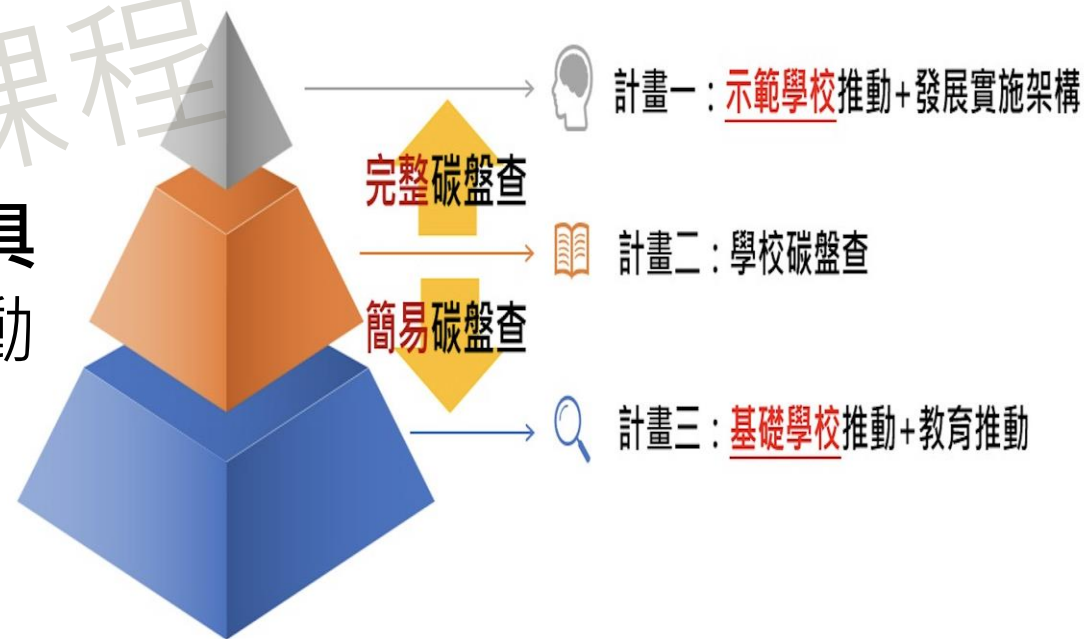 課程
計畫一：示範學校推動+發展實施架構
完整碳盤查
具
計畫二：學校碳盤查
動
簡易碳盤查
計畫三：基礎學校推動+教育推動